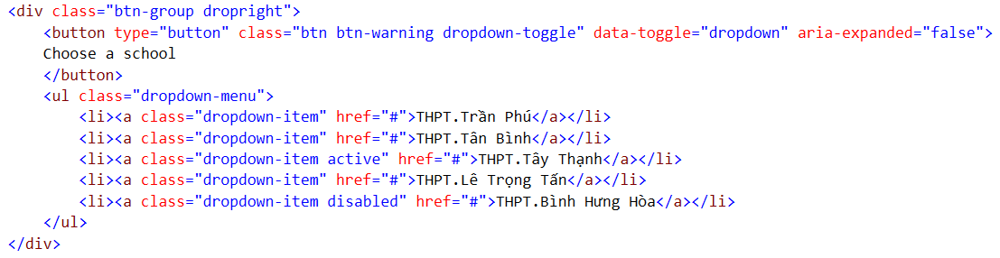 <div class="btn-group dropright">
<button type="button" class="btn btn-warning dropdown-toggle" data-toggle="dropdown" aria-expanded="false">
Choose a school
</button>
<ul class="dropdown-menu">
<li><a class="dropdown-item" href="#">THPT.Trần Phú</a></li>
<li><a class="dropdown-item" href="#">THPT.Tân Bình</a></li>
<li><a class="dropdown-item active" href="#">THPT.Tây Thạnh</a></li>
<li><a class="dropdown-item" href="#">THPT.Lê Trọng Tấn</a></li>
<li><a class="dropdown-item disabled" href="#">THPT.Bình Hưng Hòa</a></li>
</ul>
</div>